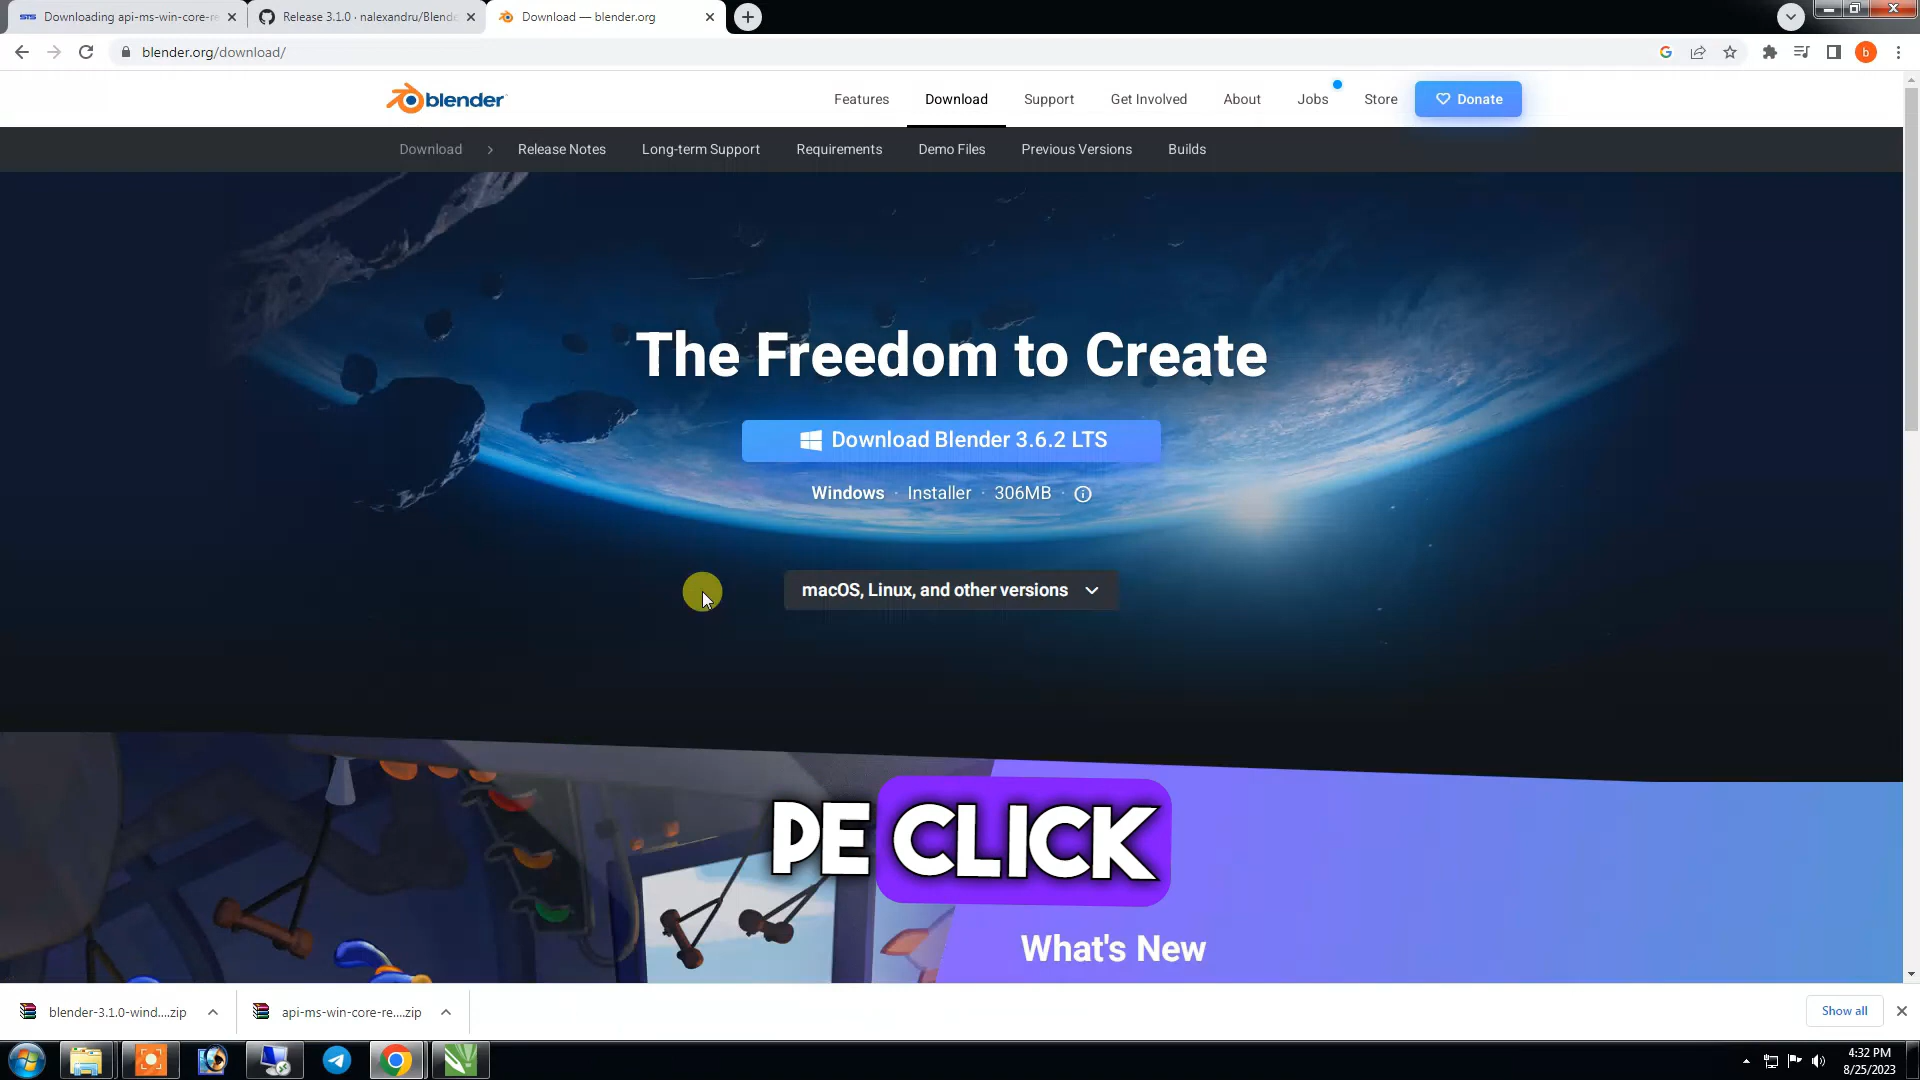 Downloading api-ms-win-core-re
Release 3.1.0 · nalexandru/Blende
Download — blender.org
blender.org/download/
b
blender
Features
Download
Support
Get Involved
About
Jobs
Store
Donate
Download
Release Notes
Long-term Support
Requirements
Demo Files
Previous Versions
Builds
The Freedom to Create
Download Blender 3.6.2 LTS
Windows · Installer · 306MB ·
macOS, Linux, and other versions
PE CLICK
What's New
blender-3.1.0-wind....zip
api-ms-win-core-re....zip
Show all
4:32 PM
8/25/2023